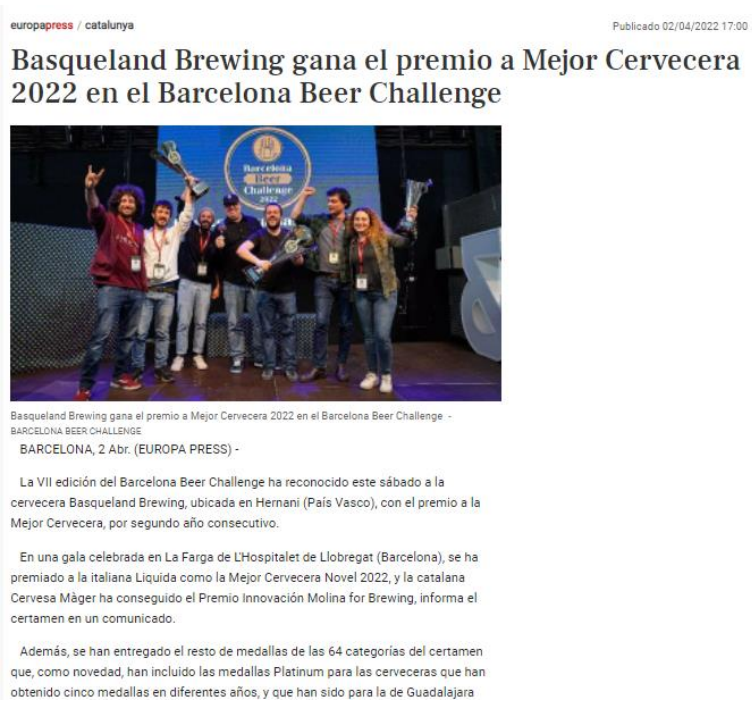 europapress / catalunya
Publicado 02/04/2022 17:00
Basqueland Brewing gana el premio a Mejor Cervecera
2022 en el Barcelona Beer Challenge
Barcelona
Beer
Challenge
2022
Basqueland Brewing gana el premio a Mejor Cervecera 2022 en el Barcelona Beer Challenge -
BARCELONA BEER CHALLENGE
BARCELONA, 2 Abr. (EUROPA PRESS) -
La VII edición del Barcelona Beer Challenge ha reconocido este sábado a la
cervecera Basqueland Brewing, ubicada en Hernani (País Vasco), con el premio a la
Mejor Cervecera, por segundo año consecutivo.
En una gala celebrada en La Farga de L'Hospitalet de Llobregat (Barcelona), se ha
premiado a la italiana Liquida como la Mejor Cervecera Novel 2022, y la catalana
Cervesa Màger ha conseguido el Premio Innovación Molina for Brewing, informa el
certamen en un comunicado.
Además, se han entregado el resto de medallas de las 64 categorías del certamen
que, como novedad, han incluido las medallas Platinum para las cerveceras que han
obtenido cinco medallas en diferentes años, y que han sido para la de Guadalajara